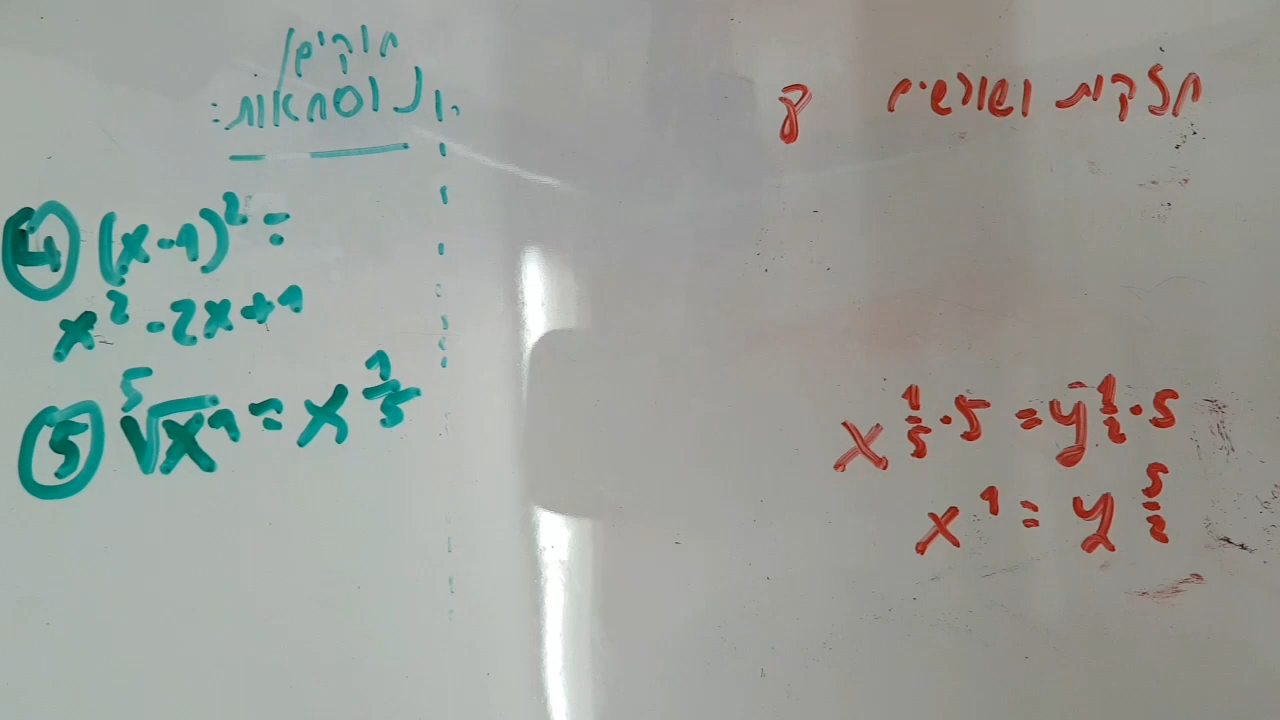 חזקות ושורשים 8
חוקים/
ונוסחאות:
④ (x-1)² =
x² - 2x + 1
⑤ ⁵√x¹ = x^(1/5)
x^(1/5 · 5) = y^(1/2 · 5)
x¹ = y^(5/2)